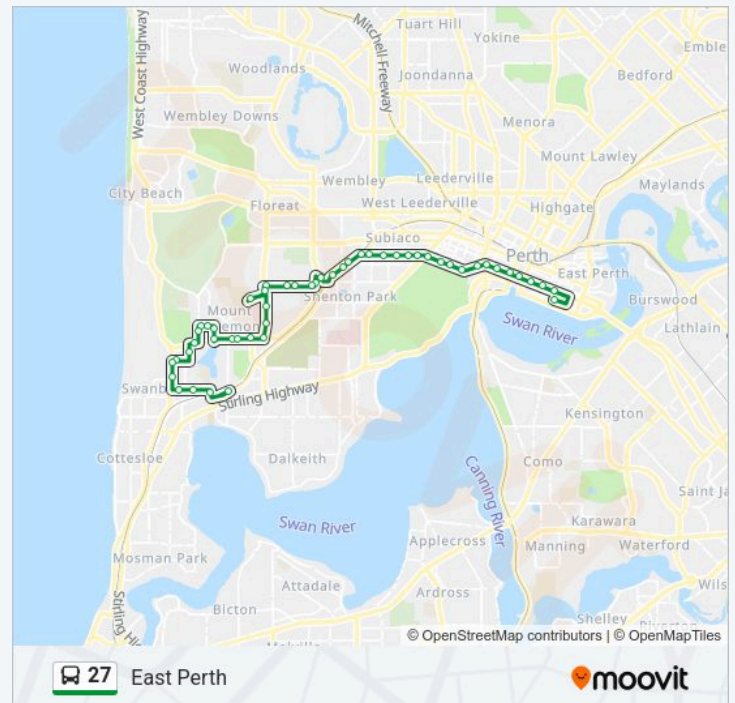 Tuart Hill
Yokine
Emble
Mitchell-Freeway
West Coast Highway
Woodlands
Joondanna
Bedford
Wembley Downs
Menora
Mount Lawley
City Beach
Wembley
Leederville
Maylands
Floreat
West Leederville
Highgate
Subiaco
Perth
East Perth
Shenton Park
Burswood
Mount
Swan River
Lathlain
Swanb
Stirling Highway
Kensington
Cottesloe
Dalkeith
Como
Canning River
Saint Ja
Swan River
Karawara
Applecross
Manning
Waterford
Mosman Park
Attadale
Ardross
Wils
Bicton
Shelley
Stirling Hi
© OpenStreetMap contributors | © OpenMapTiles
27 East Perth
moovit